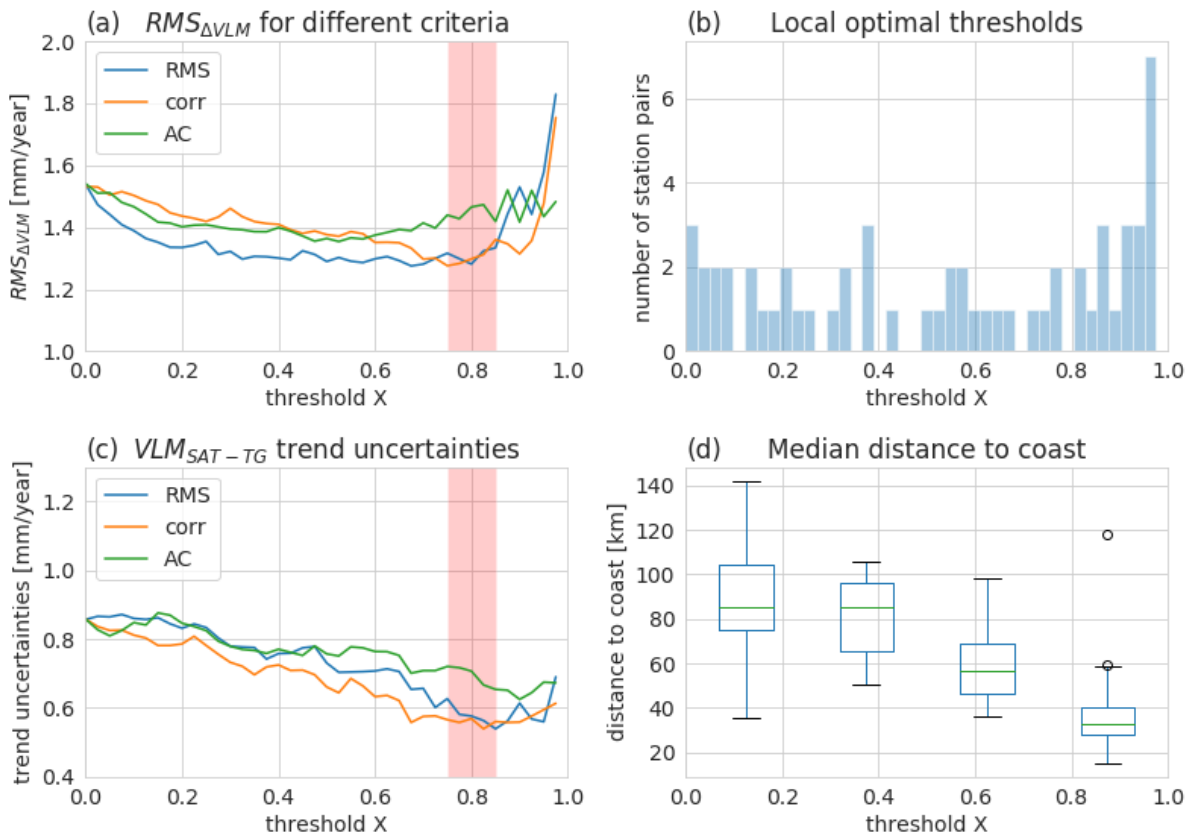 (a) RMS_ΔVLM for different criteria
RMS_ΔVLM [mm/year]
2.0
1.8
1.6
1.4
1.2
1.0
RMS
corr
AC
0.0 0.2 0.4 0.6 0.8 1.0
threshold X
(b) Local optimal thresholds
number of station pairs
6
4
2
0
0.0 0.2 0.4 0.6 0.8 1.0
threshold X
(c) VLM_SAT−TG trend uncertainties
trend uncertainties [mm/year]
1.2
1.0
0.8
0.6
0.4
RMS
corr
AC
0.0 0.2 0.4 0.6 0.8 1.0
threshold X
(d) Median distance to coast
distance to coast [km]
140
120
100
80
60
40
20
0.0 0.2 0.4 0.6 0.8 1.0
threshold X